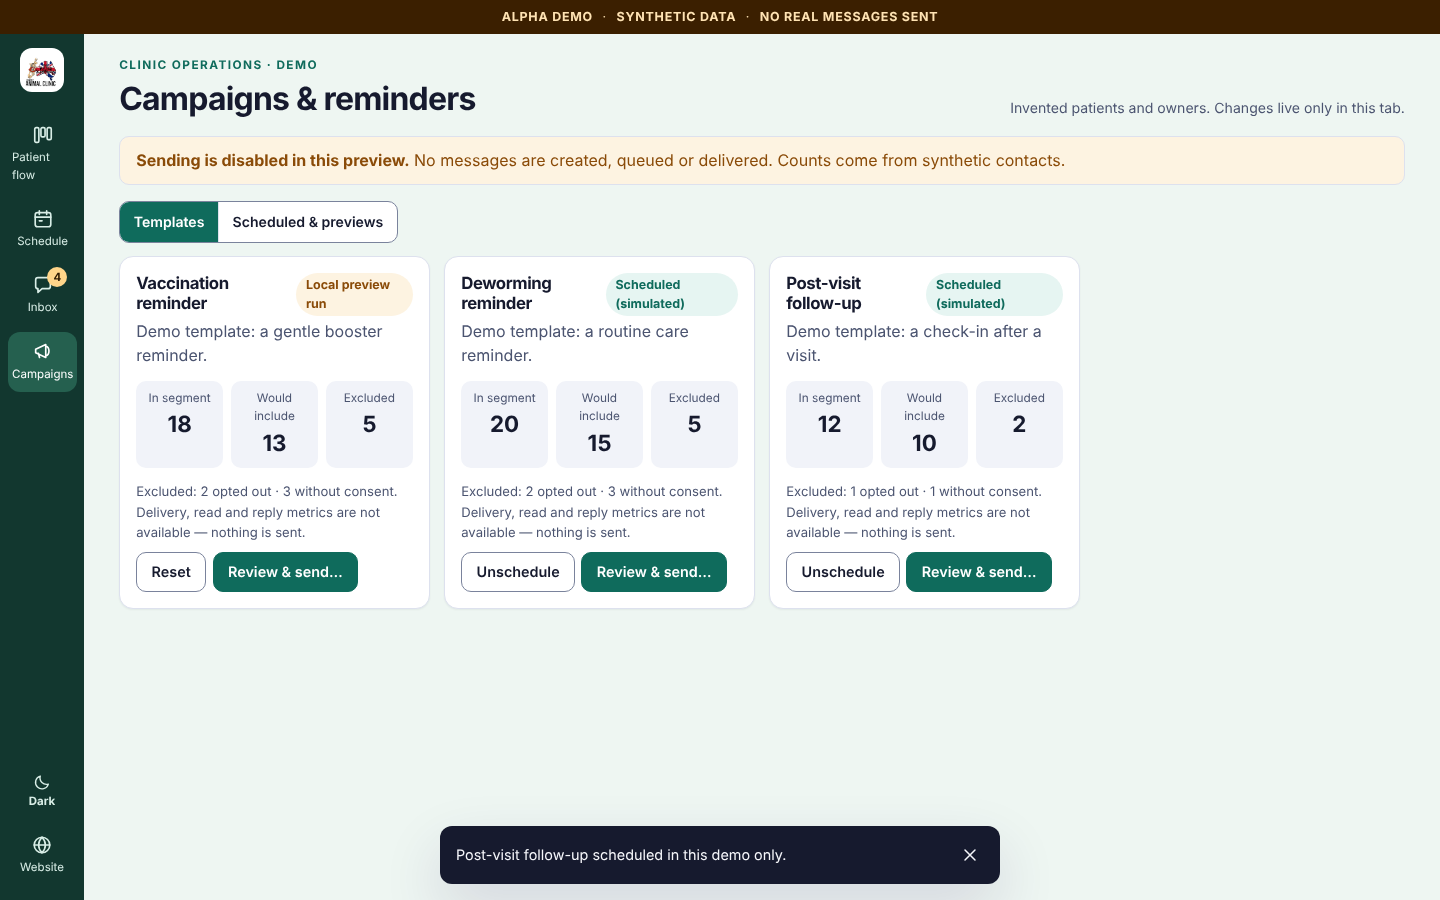 ALPHA DEMO · SYNTHETIC DATA · NO REAL MESSAGES SENT
ANIMAL CLINIC
Patient
flow
Schedule
4
Inbox
Campaigns
Dark
Website
CLINIC OPERATIONS · DEMO
Campaigns & reminders
Invented patients and owners. Changes live only in this tab.
Sending is disabled in this preview. No messages are created, queued or delivered. Counts come from synthetic contacts.
Templates
Scheduled & previews
Vaccination
reminder
Local preview
run
Demo template: a gentle booster
reminder.
In segment
18
Would
include
13
Excluded
5
Excluded: 2 opted out · 3 without consent.
Delivery, read and reply metrics are not
available — nothing is sent.
Reset
Review & send...
Deworming
reminder
Scheduled
(simulated)
Demo template: a routine care
reminder.
In segment
20
Would
include
15
Excluded
5
Excluded: 2 opted out · 3 without consent.
Delivery, read and reply metrics are not
available — nothing is sent.
Unschedule
Review & send...
Post-visit
follow-up
Scheduled
(simulated)
Demo template: a check-in after a
visit.
In segment
12
Would
include
10
Excluded
2
Excluded: 1 opted out · 1 without consent.
Delivery, read and reply metrics are not
available — nothing is sent.
Unschedule
Review & send...
Post-visit follow-up scheduled in this demo only.